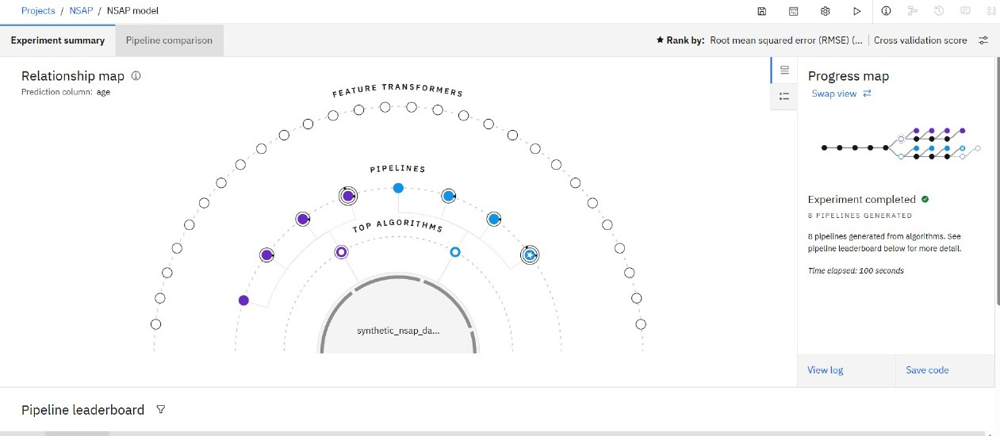 Projects / NSAP / NSAP model
Experiment summary
Pipeline comparison
Rank by: Root mean squared error (RMSE) (... | Cross validation score
Relationship map
Prediction column: age
FEATURE TRANSFORMERS
PIPELINES
TOP ALGORITHMS
synthetic_nsap_da...
Progress map
Swap view
Experiment completed
8 PIPELINES GENERATED
8 pipelines generated from algorithms. See
pipeline leaderboard below for more detail.
Time elapsed: 100 seconds
View log
Save code
Pipeline leaderboard